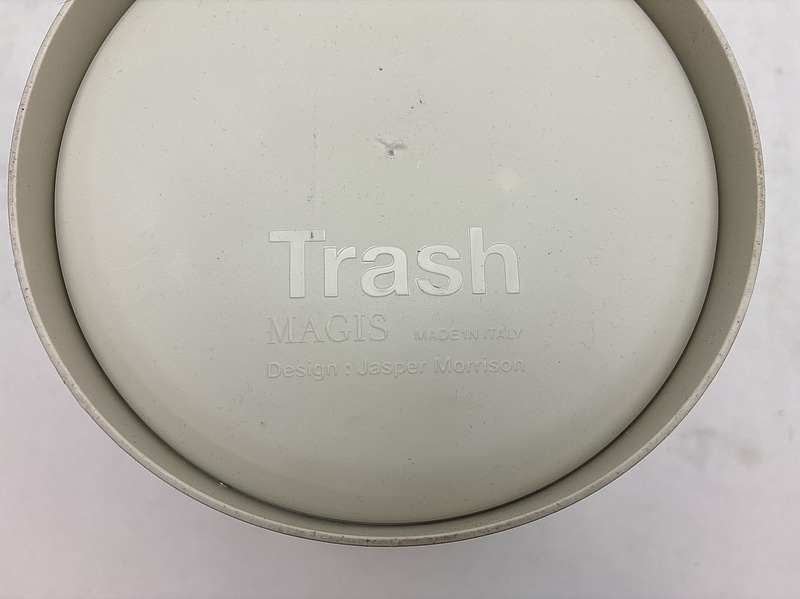 Trash
MAGIS MADE IN ITALY
Design : Jasper Morrison